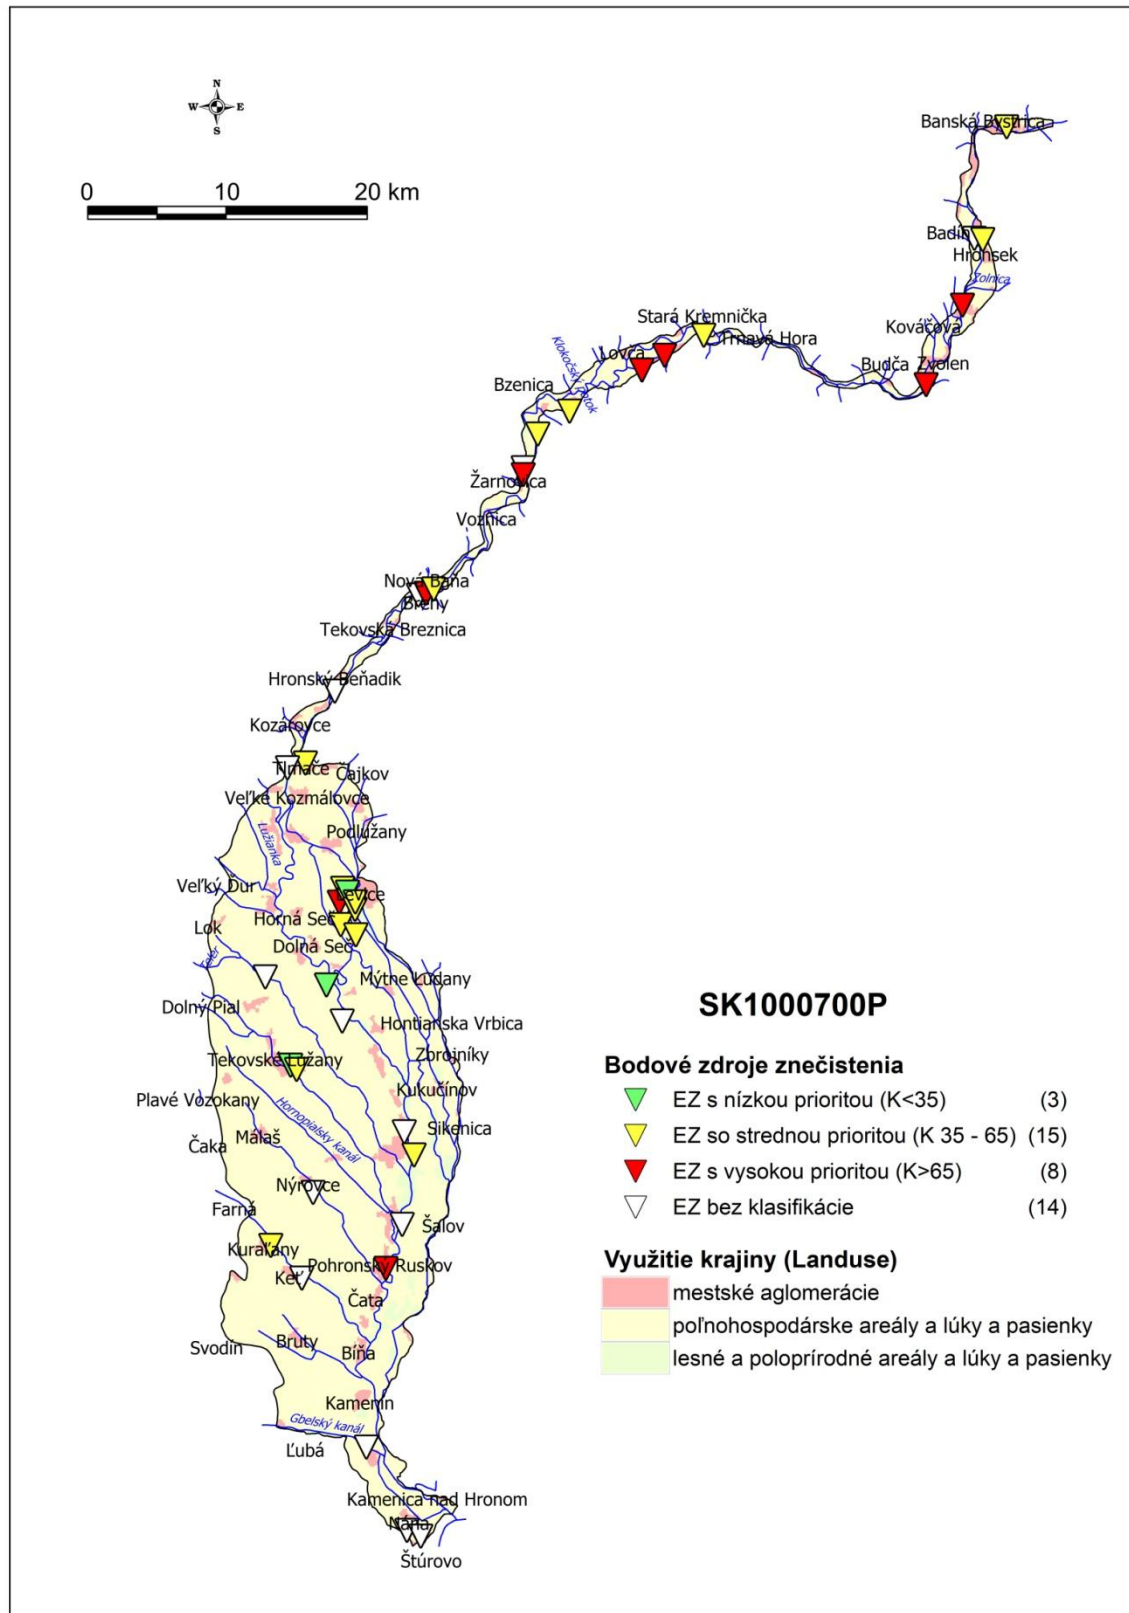 N
W E
S
0 10 20 km
Banská Bystrica
Badín
Hronsek
Zolnica
Kováčová
Stará Kremnička
Trnavá Hora
Lovča
Klokočský potok
Budča
Zvolen
Bzenica
Žarnovica
Voznica
Nová Baňa
Brehy
Tekovská Breznica
Hronský Beňadik
Kozárovce
Tlmače
Čajkov
Veľké Kozmálovce
Lužianka
Podlužany
Veľký Ďur
Levice
Lok
Horná Seč
Dolná Seč
Mýtne Ludany
Dolný Pial
Hontianska Vrbica
Tekovské Lužany
Zbrojníky
Plavé Vozokany
Kukučínov
Hornopialsky kanál
Málaš
Sikenica
Čaka
Nýrovce
Farná
Šalov
Kuraľany
Pohronský Ruskov
Keť
Čata
Svodín
Bruty
Bíňa
Kamenín
Gbelský kanál
Ľubá
Kamenica nad Hronom
Nána
Štúrovo
SK1000700P
Bodové zdroje znečistenia
EZ s nízkou prioritou (K<35) (3)
EZ so strednou prioritou (K 35 - 65) (15)
EZ s vysokou prioritou (K>65) (8)
EZ bez klasifikácie (14)
Využitie krajiny (Landuse)
mestské aglomerácie
poľnohospodárske areály a lúky a pasienky
lesné a poloprírodné areály a lúky a pasienky